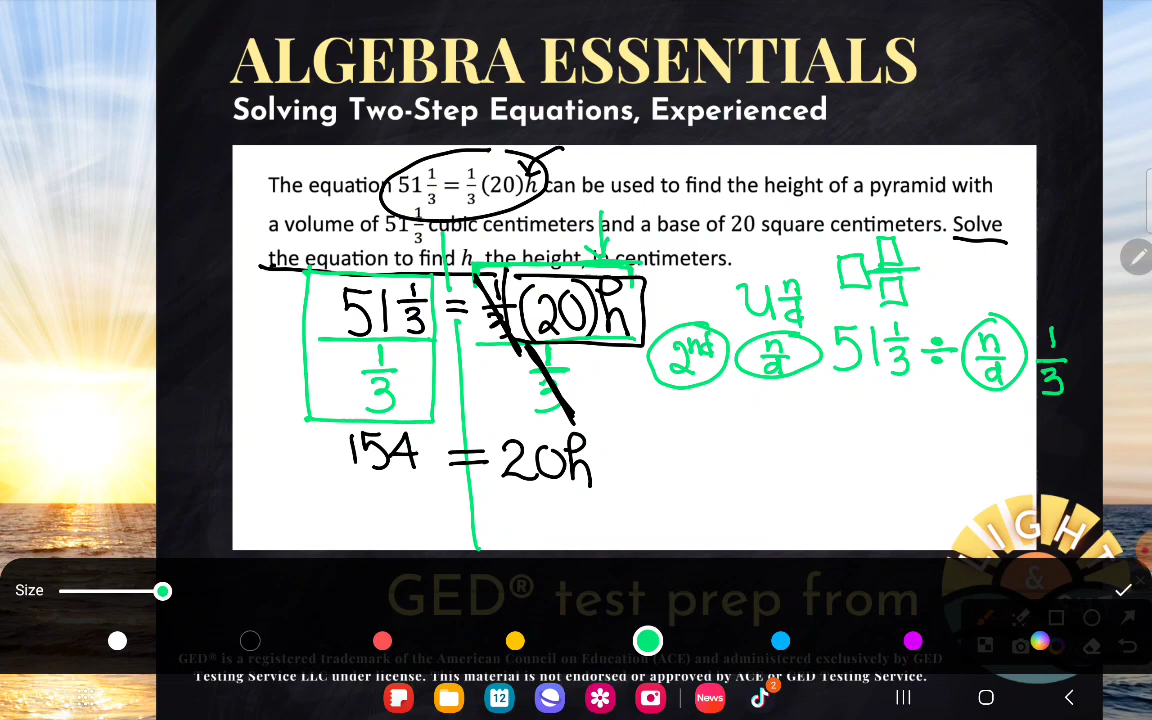 ALGEBRA ESSENTIALS
Solving Two-Step Equations, Experienced
The equation 51 1/3 = 1/3 (20)h can be used to find the height of a pyramid with
a volume of 51 1/3 cubic centimeters and a base of 20 square centimeters. Solve
the equation to find h, the height, in centimeters.
51 1/3 = 1/3 (20)h
1/3 1/3
154 = 20h
n/d
2nd n/d 51 1/3 ÷ n/d 1/3
LIGHT
&
Size
GED® test prep from
GED® is a registered trademark of the American Council on Education (ACE) and administered exclusively by GED
Testing Service LLC under license. This material is not endorsed or approved by ACE or GED Testing Service.
12
News
2